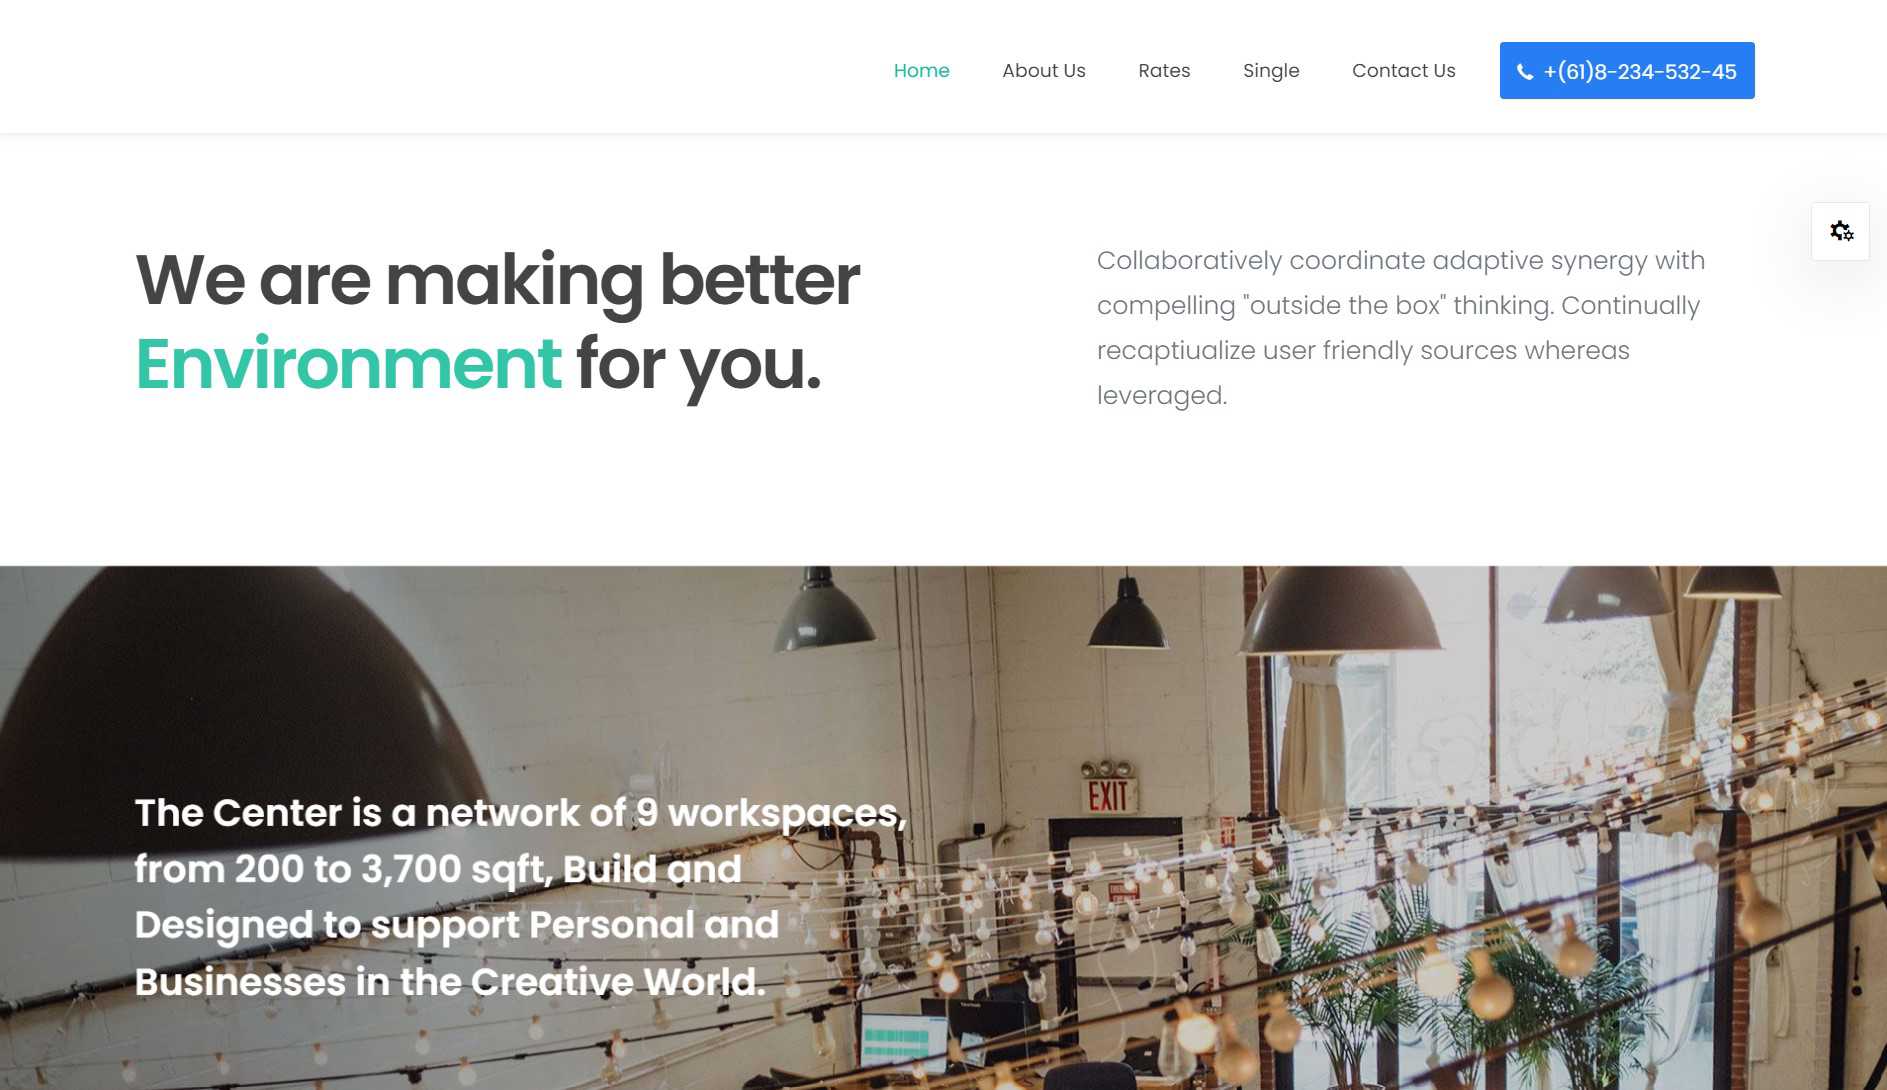 Home About Us Rates Single Contact Us +(61)8-234-532-45
We are making better
Environment for you.
Collaboratively coordinate adaptive synergy with
compelling "outside the box" thinking. Continually
recaptiualize user friendly sources whereas
leveraged.
EXIT
The Center is a network of 9 workspaces,
from 200 to 3,700 sqft, Build and
Designed to support Personal and
Businesses in the Creative World.